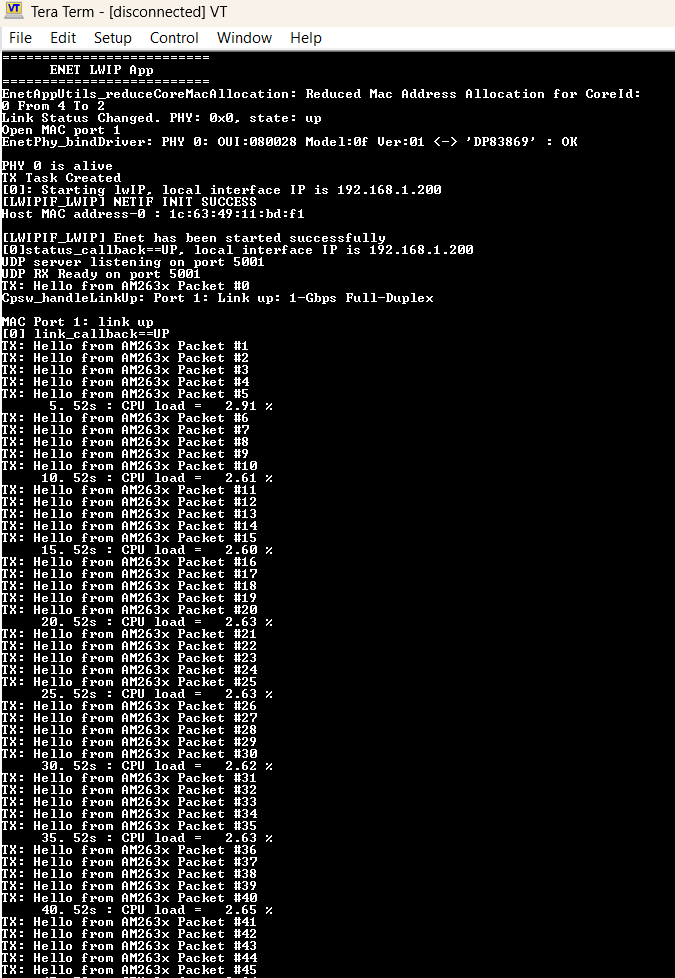 Tera Term - [disconnected] VT
File Edit Setup Control Window Help
==========================
ENET LWIP App
==========================
EnetAppUtils_reduceCoreMacAllocation: Reduced Mac Address Allocation for CoreId:
0 From 4 To 2
Link Status Changed. PHY: 0x0, state: up
Open MAC port 1
EnetPhy_bindDriver: PHY 0: OUI:080028 Model:0f Ver:01 <-> 'DP83869' : OK
PHY 0 is alive
TX Task Created
[0]: Starting lwIP, local interface IP is 192.168.1.200
[LWIPIF_LWIP] NETIF INIT SUCCESS
Host MAC address-0 : 1c:63:49:11:bd:f1
[LWIPIF_LWIP] Enet has been started successfully
[0]status_callback==UP, local interface IP is 192.168.1.200
UDP server listening on port 5001
UDP RX Ready on port 5001
TX: Hello from AM263x Packet #0
Cpsw_handleLinkUp: Port 1: Link up: 1-Gbps Full-Duplex
MAC Port 1: link up
[0] link_callback==UP
TX: Hello from AM263x Packet #1
TX: Hello from AM263x Packet #2
TX: Hello from AM263x Packet #3
TX: Hello from AM263x Packet #4
TX: Hello from AM263x Packet #5
5. 52s : CPU load = 2.91 %
TX: Hello from AM263x Packet #6
TX: Hello from AM263x Packet #7
TX: Hello from AM263x Packet #8
TX: Hello from AM263x Packet #9
TX: Hello from AM263x Packet #10
10. 52s : CPU load = 2.61 %
TX: Hello from AM263x Packet #11
TX: Hello from AM263x Packet #12
TX: Hello from AM263x Packet #13
TX: Hello from AM263x Packet #14
TX: Hello from AM263x Packet #15
15. 52s : CPU load = 2.60 %
TX: Hello from AM263x Packet #16
TX: Hello from AM263x Packet #17
TX: Hello from AM263x Packet #18
TX: Hello from AM263x Packet #19
TX: Hello from AM263x Packet #20
20. 52s : CPU load = 2.63 %
TX: Hello from AM263x Packet #21
TX: Hello from AM263x Packet #22
TX: Hello from AM263x Packet #23
TX: Hello from AM263x Packet #24
TX: Hello from AM263x Packet #25
25. 52s : CPU load = 2.63 %
TX: Hello from AM263x Packet #26
TX: Hello from AM263x Packet #27
TX: Hello from AM263x Packet #28
TX: Hello from AM263x Packet #29
TX: Hello from AM263x Packet #30
30. 52s : CPU load = 2.62 %
TX: Hello from AM263x Packet #31
TX: Hello from AM263x Packet #32
TX: Hello from AM263x Packet #33
TX: Hello from AM263x Packet #34
TX: Hello from AM263x Packet #35
35. 52s : CPU load = 2.63 %
TX: Hello from AM263x Packet #36
TX: Hello from AM263x Packet #37
TX: Hello from AM263x Packet #38
TX: Hello from AM263x Packet #39
TX: Hello from AM263x Packet #40
40. 52s : CPU load = 2.65 %
TX: Hello from AM263x Packet #41
TX: Hello from AM263x Packet #42
TX: Hello from AM263x Packet #43
TX: Hello from AM263x Packet #44
TX: Hello from AM263x Packet #45